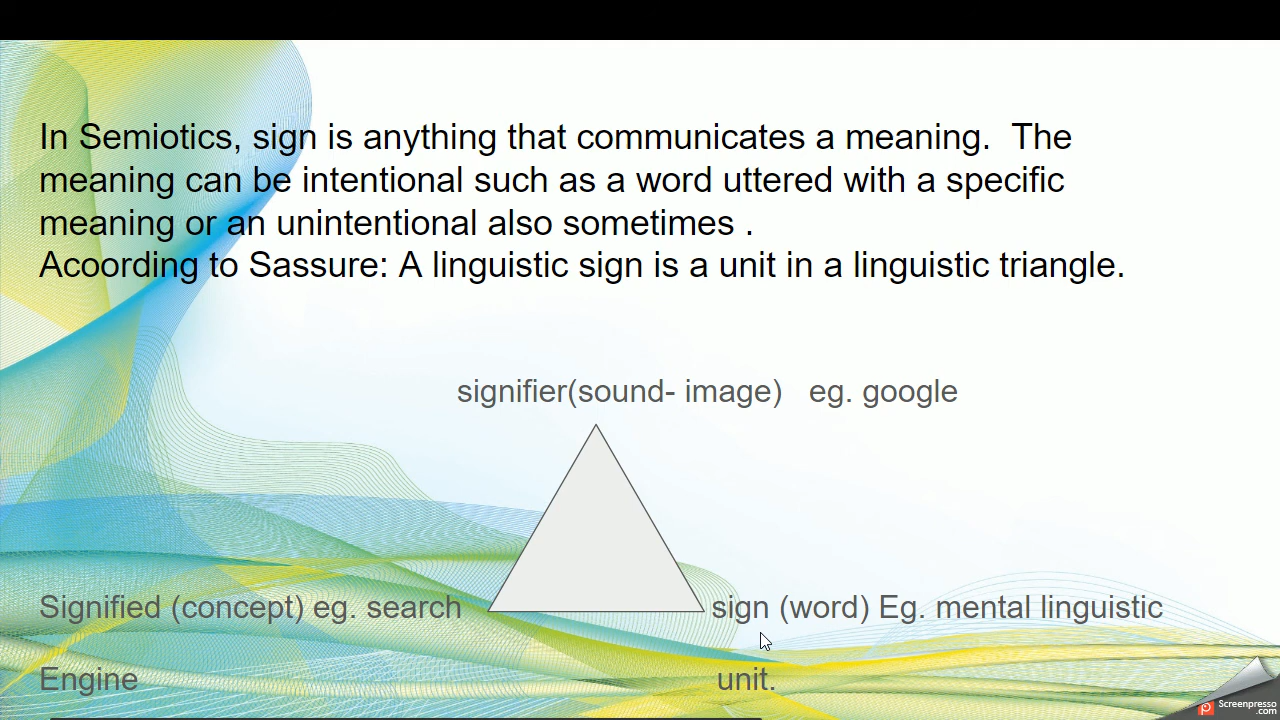 In Semiotics, sign is anything that communicates a meaning.  The
meaning can be intentional such as a word uttered with a specific
meaning or an unintentional also sometimes .
Acoording to Sassure: A linguistic sign is a unit in a linguistic triangle.
signifier(sound- image)   eg. google
Signified (concept) eg. search
sign (word) Eg. mental linguistic
Engine
unit.
Screenpresso
.com